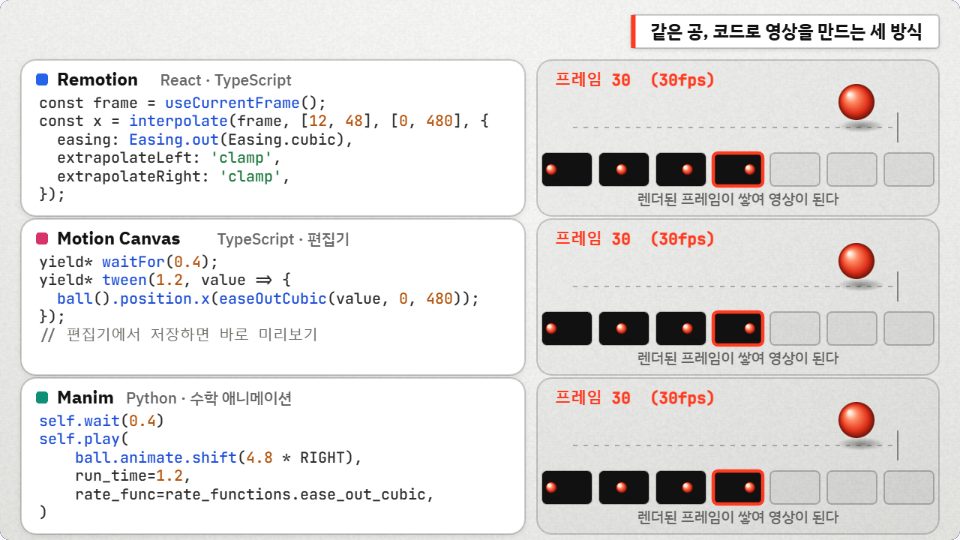 같은 공, 코드로 영상을 만드는 세 방식
Remotion React · TypeScript
const frame = useCurrentFrame();
const x = interpolate(frame, [12, 48], [0, 480], {
  easing: Easing.out(Easing.cubic),
  extrapolateLeft: 'clamp',
  extrapolateRight: 'clamp',
});
프레임 30 (30fps)
렌더된 프레임이 쌓여 영상이 된다
Motion Canvas TypeScript · 편집기
yield* waitFor(0.4);
yield* tween(1.2, value => {
  ball().position.x(easeOutCubic(value, 0, 480));
});
// 편집기에서 저장하면 바로 미리보기
프레임 30 (30fps)
렌더된 프레임이 쌓여 영상이 된다
Manim Python · 수학 애니메이션
self.wait(0.4)
self.play(
    ball.animate.shift(4.8 * RIGHT),
    run_time=1.2,
    rate_func=rate_functions.ease_out_cubic,
)
프레임 30 (30fps)
렌더된 프레임이 쌓여 영상이 된다